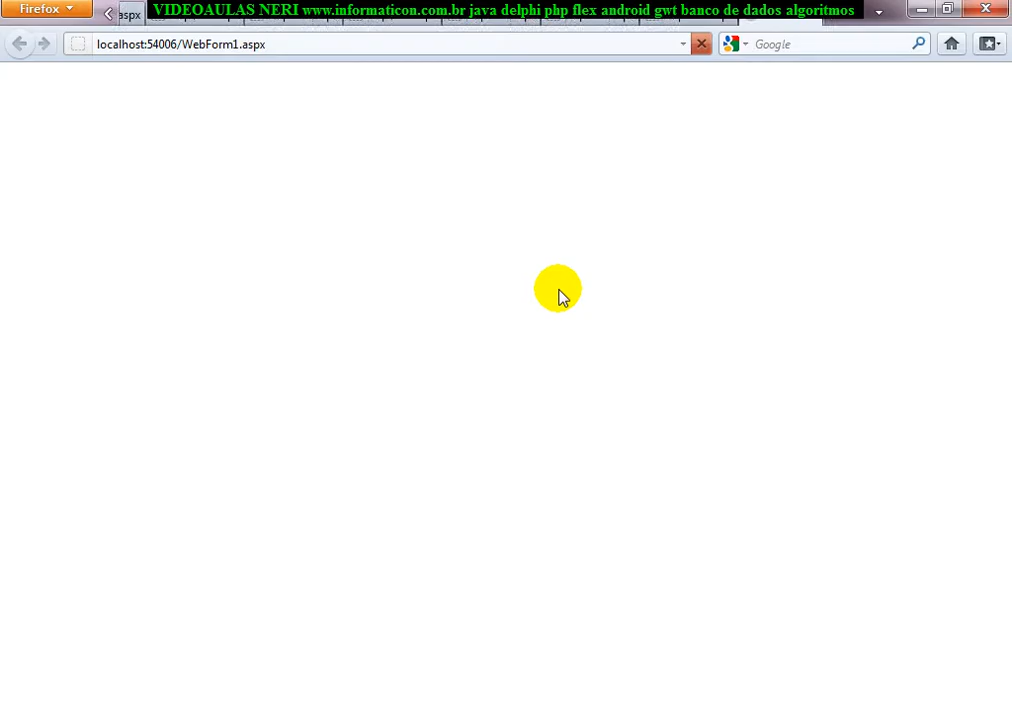 Firefox
aspx
VIDEOAULAS NERI www.informaticon.com.br java delphi php flex android gwt banco de dados algoritmos
localhost:54006/WebForm1.aspx
Google